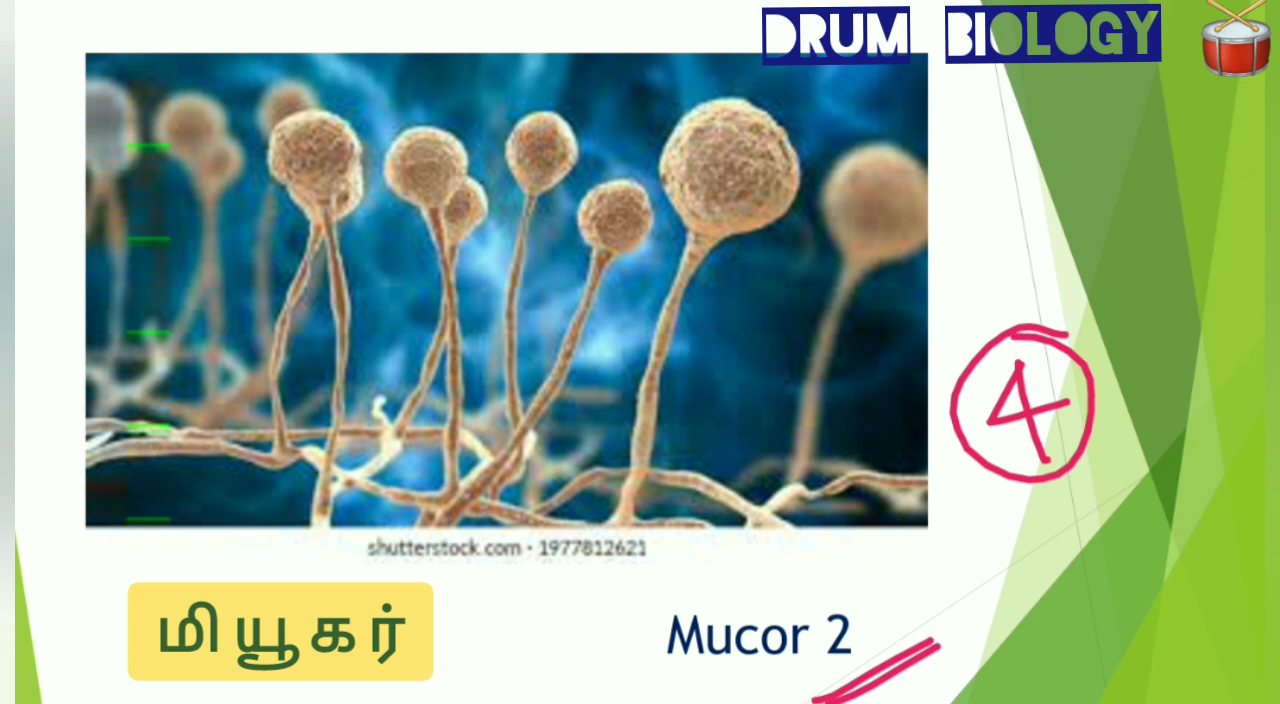 DRUM BIOLOGY
shutterstock.com · 1977812621
4
மியூகர்
Mucor 2